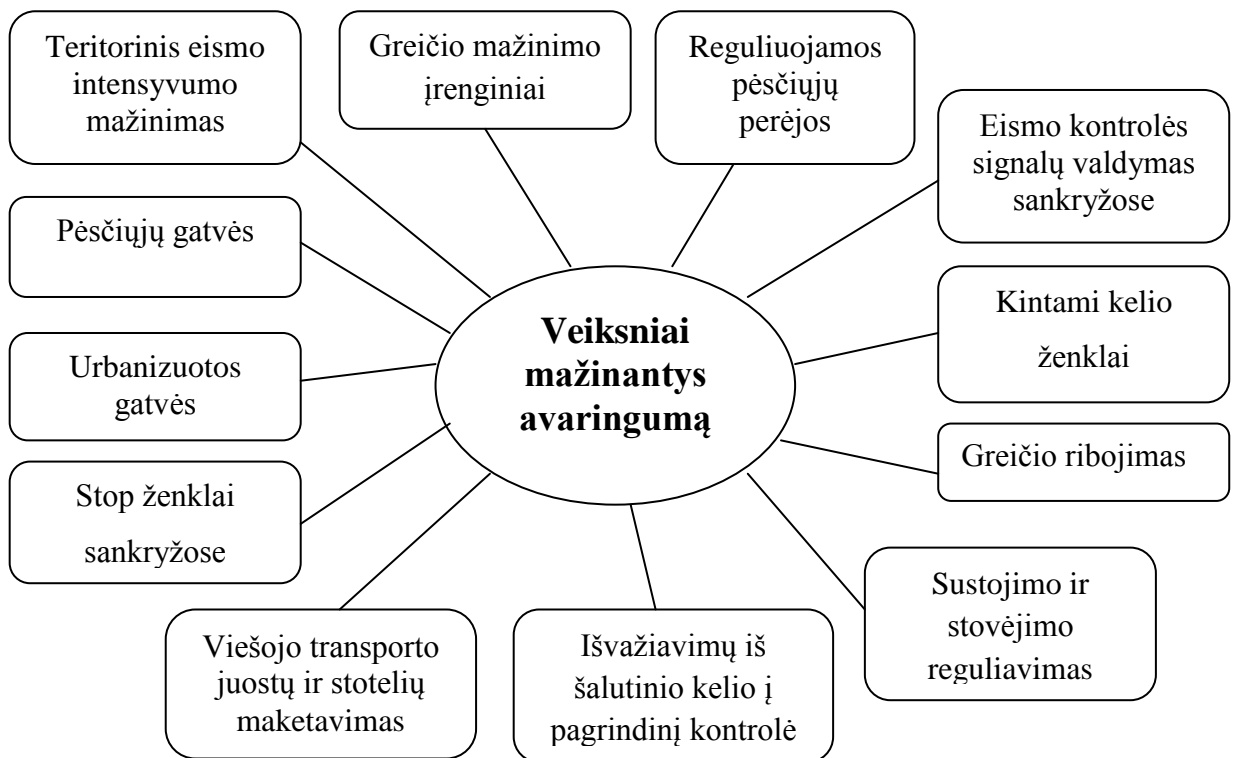 Teritorinis eismo
intensyvumo
mažinimas
Greičio mažinimo
įrenginiai
Reguliuojamos
pėsčiųjų
perėjos
Eismo kontrolės
signalų valdymas
sankryžose
Pėsčiųjų gatvės
Kintami kelio
ženklai
Veiksniai
mažinantys
avaringumą
Urbanizuotos
gatvės
Greičio ribojimas
Stop ženklai
sankryžose
Sustojimo ir
stovėjimo
reguliavimas
Viešojo transporto
juostų ir stotelių
maketavimas
Išvažiavimų iš
šalutinio kelio į
pagrindinį kontrolė